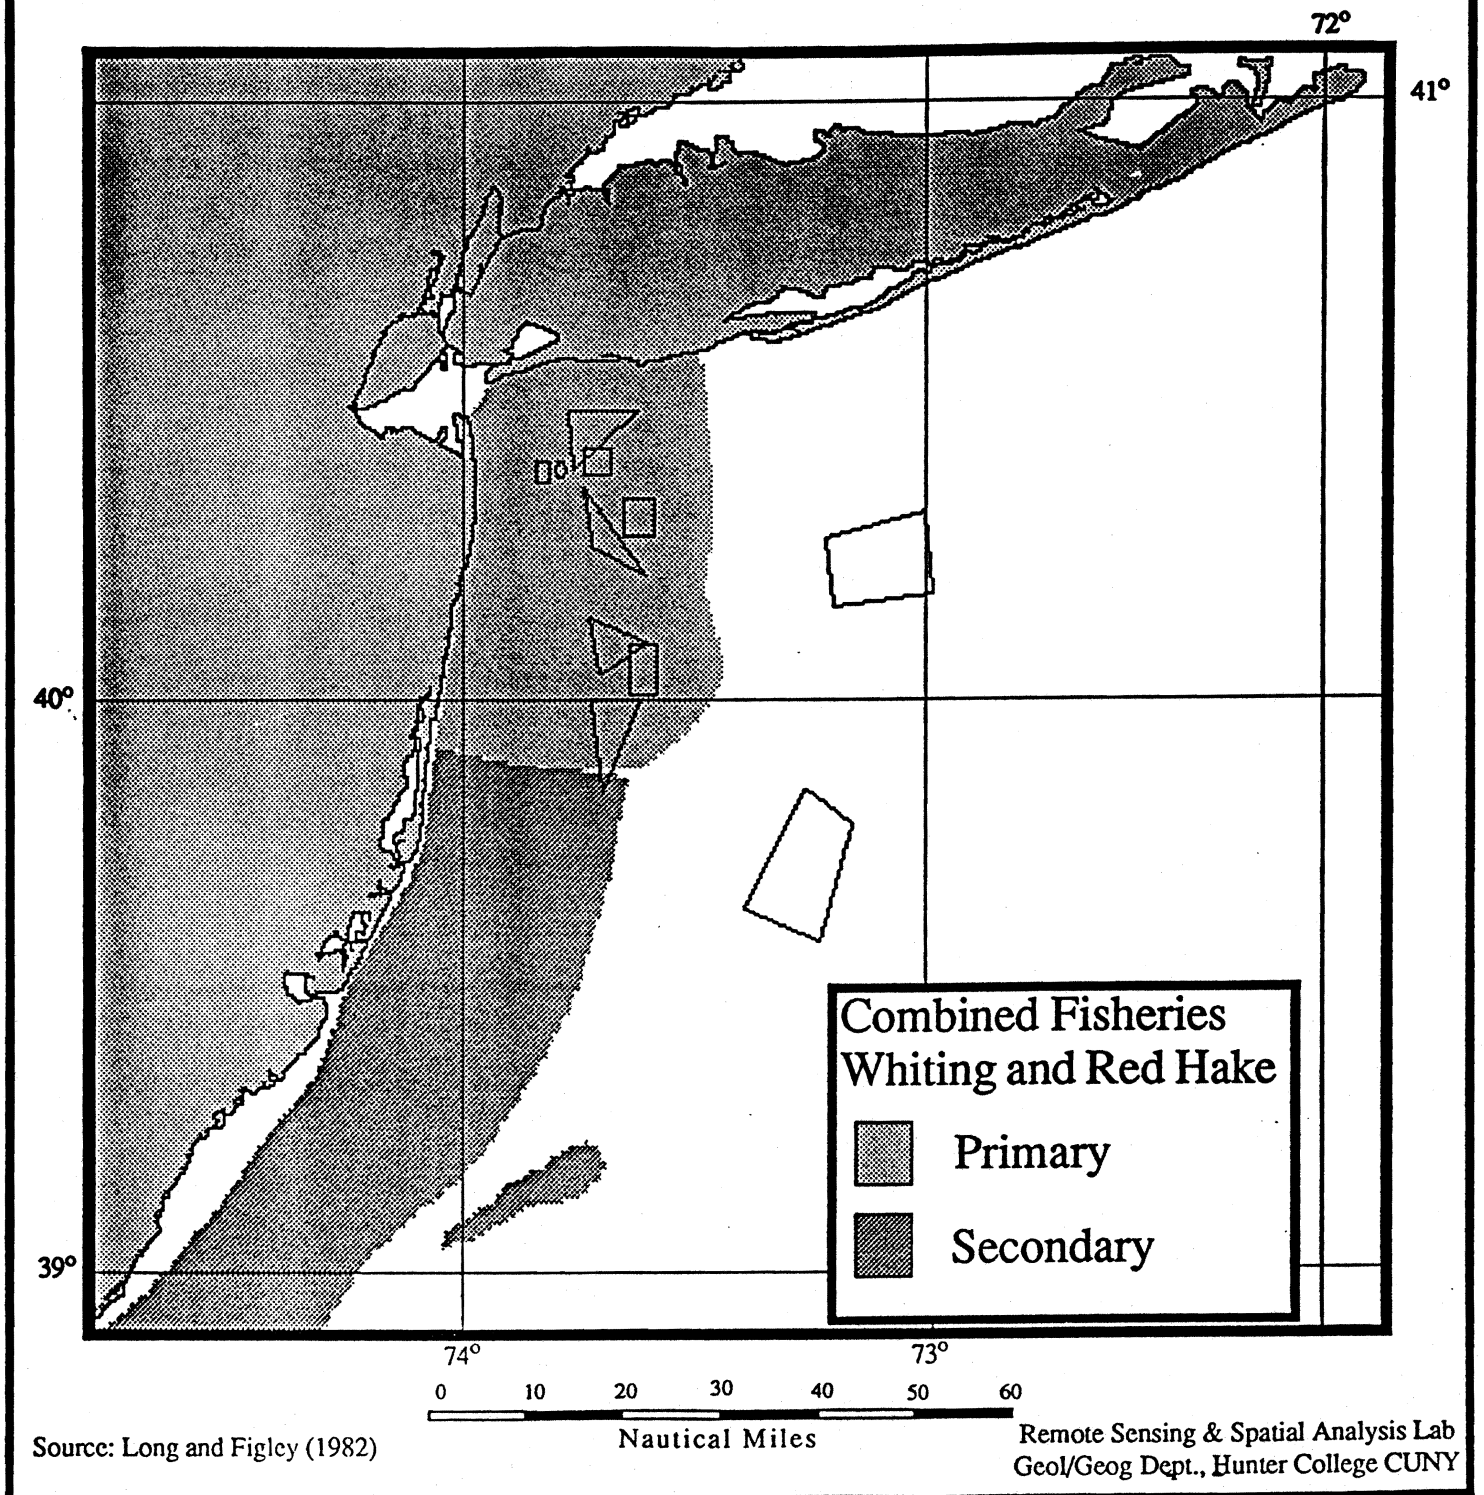 72°
41°
40°
Combined Fisheries
Whiting and Red Hake
Primary
Secondary
39°
74° 73°
0 10 20 30 40 50 60
Nautical Miles
Source: Long and Figley (1982)
Remote Sensing & Spatial Analysis Lab
Geol/Geog Dept., Hunter College CUNY